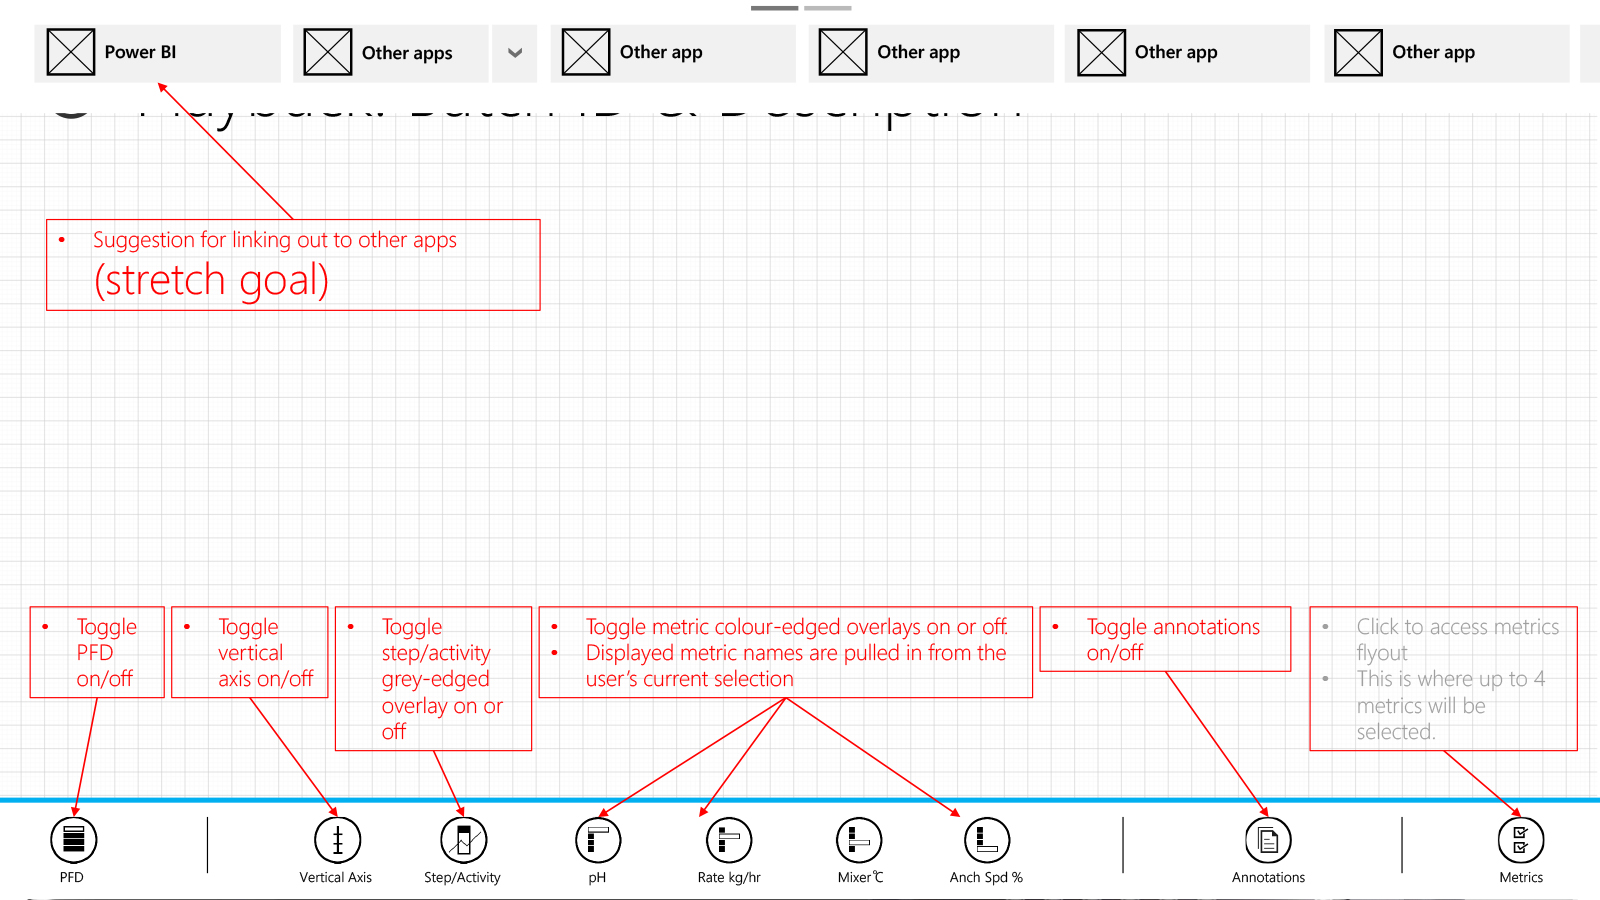 Power BI
Other apps
Other app
Other app
Other app
Other app
Playback: Batch ID & Description
• Suggestion for linking out to other apps
(stretch goal)
• Toggle
PFD
on/off
• Toggle
vertical
axis on/off
• Toggle
step/activity
grey-edged
overlay on or
off
• Toggle metric colour-edged overlays on or off.
• Displayed metric names are pulled in from the
user’s current selection
• Toggle annotations
on/off
• Click to access metrics
flyout
• This is where up to 4
metrics will be
selected.
PFD
Vertical Axis
Step/Activity
pH
Rate kg/hr
Mixer℃
Anch Spd %
Annotations
Metrics